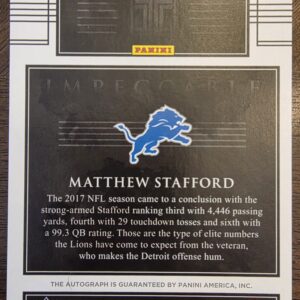 PANINI
IMPECCABLE
MATTHEW STAFFORD
The 2017 NFL season came to a conclusion with the
strong-armed Stafford ranking third with 4,446 passing
yards, fourth with 29 touchdown tosses and sixth with
a 99.3 QB rating. Those are the type of elite numbers
the Lions have come to expect from the veteran,
who makes the Detroit offense hum.
THE AUTOGRAPH IS GUARANTEED BY PANINI AMERICA, INC.